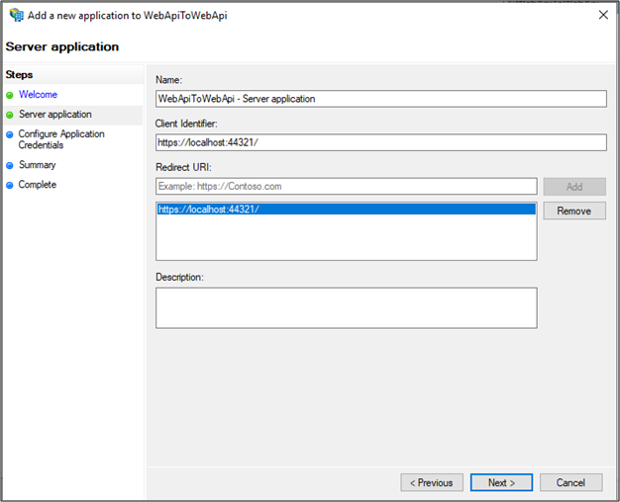 Add a new application to WebApiToWebApi
Server application
Steps
Welcome
Server application
Configure Application
Credentials
Summary
Complete
Name:
WebApiToWebApi - Server application
Client Identifier:
https://localhost:44321/
Redirect URI:
Example: https://Contoso.com
Add
https://localhost:44321/
Remove
Description:
< Previous
Next >
Cancel